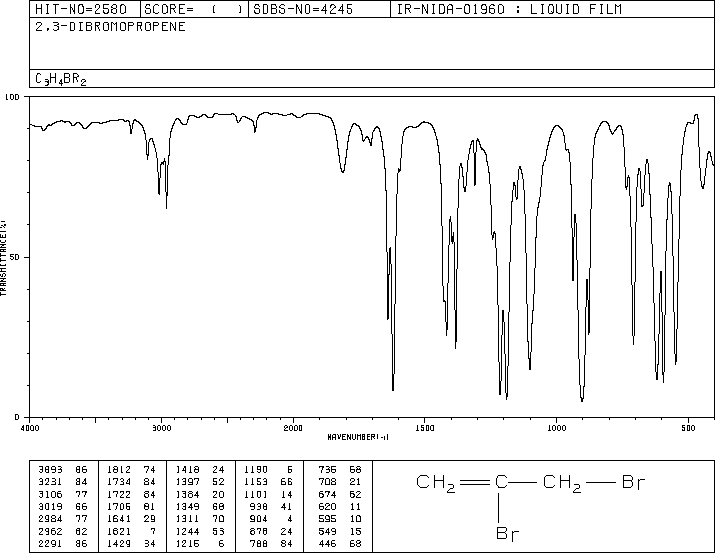 HIT-NO=2580 SCORE= ( ) SDBS-NO=4245 IR-NIDA-01960 : LIQUID FILM
2,3-DIBROMOPROPENE
C3H4BR2
100
50
0
TRANSMITTANCE(%)
4000 3000 2000 1500 1000 500
WAVENUMBER(-1)
3893 86 1812 74 1418 24 1190 5 735 68
3231 84 1734 84 1397 52 1153 66 708 21
3106 77 1722 84 1384 20 1101 14 674 62
3019 66 1706 81 1349 68 938 41 620 11
2984 77 1641 29 1311 70 904 4 595 10
2962 62 1621 7 1244 53 878 24 549 15
2291 86 1429 34 1215 6 788 84 446 68
CH2 C CH2 Br
Br